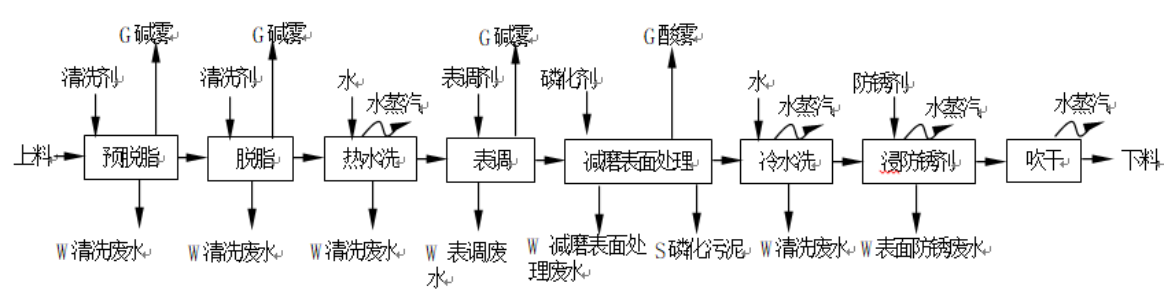 G碱雾
G碱雾
G碱雾
G酸雾
清洗剂
清洗剂
水
水蒸汽
表调剂
磷化剂
水
水蒸汽
防锈剂
水蒸汽
水蒸汽
上料
预脱脂
脱脂
热水洗
表调
减磨表面处理
冷水洗
浸防锈剂
吹干
下料
W清洗废水
W清洗废水
W清洗废水
W 表调废
水
W 减磨表面处
理废水
S磷化污泥
W清洗废水
W表面防锈废水